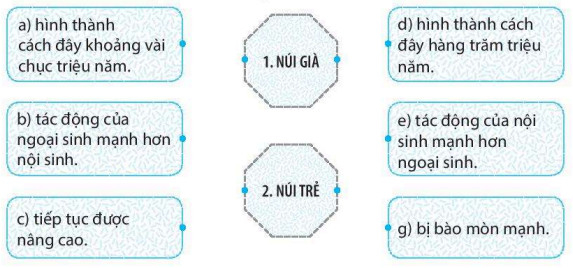 a) hình thành
cách đây khoảng vài
chục triệu năm.
b) tác động của
ngoại sinh mạnh hơn
nội sinh.
c) tiếp tục được
nâng cao.
1. NÚI GIÀ
2. NÚI TRẺ
d) hình thành cách
đây hàng trăm triệu
năm.
e) tác động của nội
sinh mạnh hơn
ngoại sinh.
g) bị bào mòn mạnh.